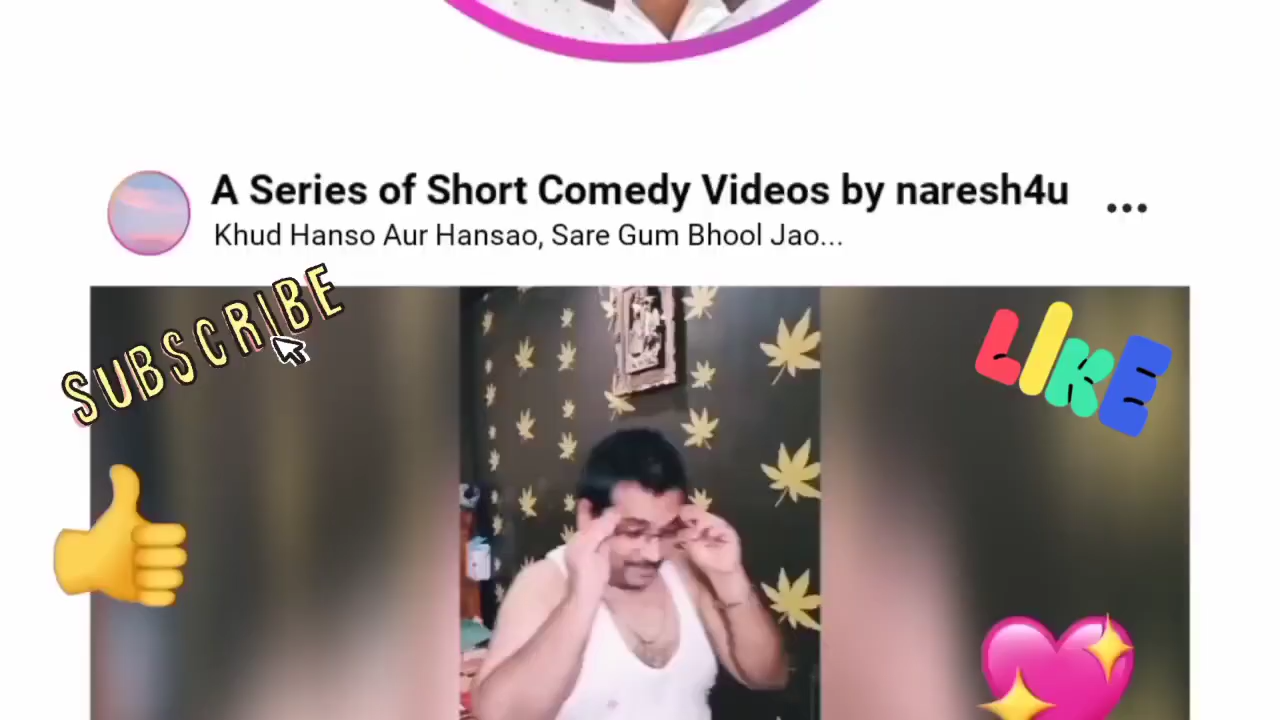 A Series of Short Comedy Videos by naresh4u
Khud Hanso Aur Hansao, Sare Gum Bhool Jao...
SUBSCRIBE
LIKE